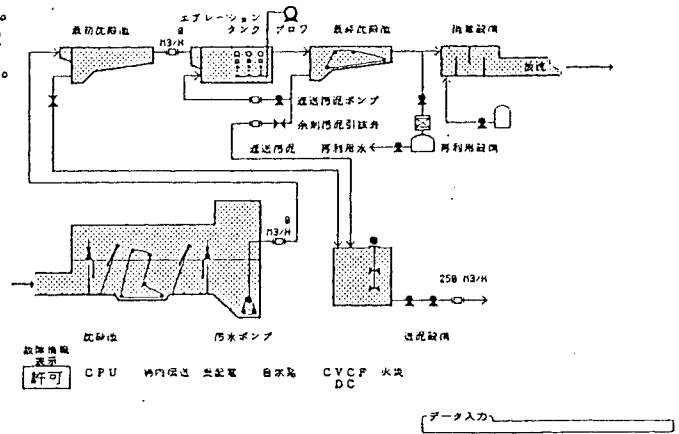 最初沈殿池
0
M3/H
エアレーション
タンク
ブロワ
最終沈殿池
消毒設備
放流
返送汚泥ポンプ
余剰汚泥引抜弁
返送汚泥
再利用水
再利用設備
0
M3/H
250 M3/H
沈砂池
汚水ポンプ
送泥設備
故障情報
表示
許可
CPU
場内伝送
受配電
自家発
CVCF
DC
火災
データ入力